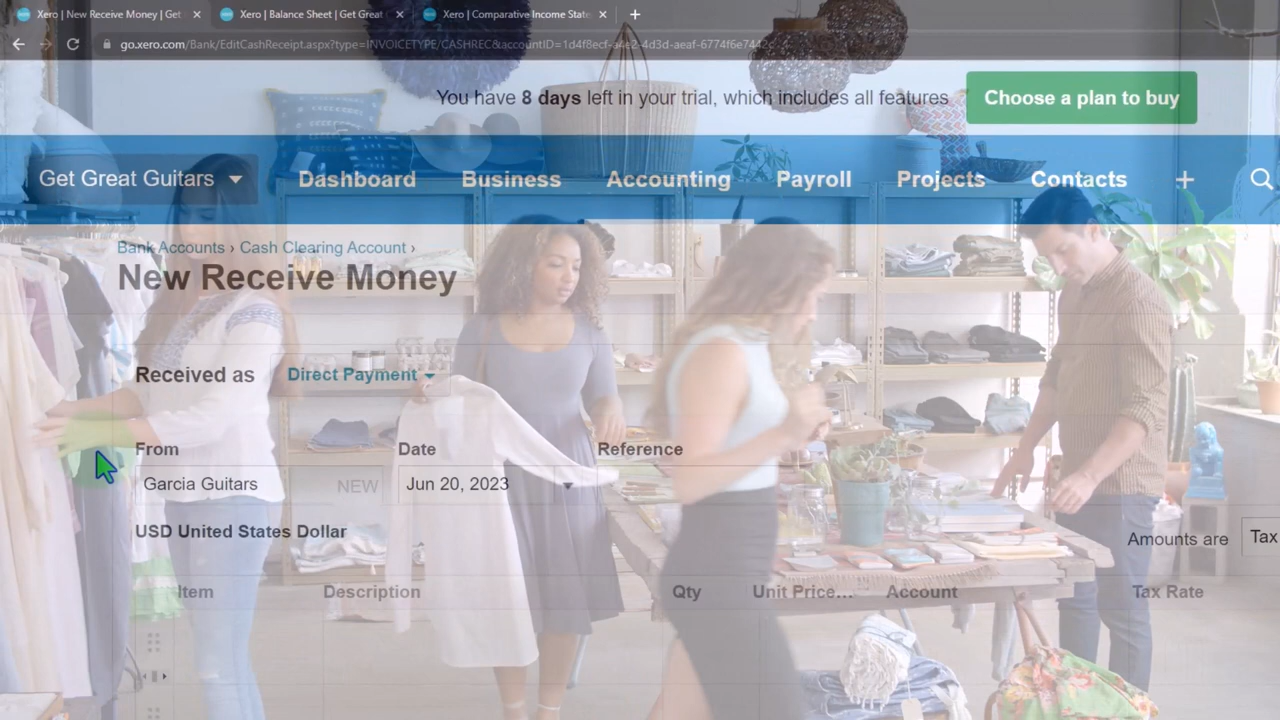 Xero | New Receive Money | Get
Xero | Balance Sheet | Get Great
Xero | Comparative Income State
go.xero.com/Bank/EditCashReceipt.aspx?type=INVOICETYPE/CASHREC&accountID=1d4f8ecf-a4e2-4d3d-aeaf-6774f6e7442c
You have 8 days left in your trial, which includes all features
Choose a plan to buy
Get Great Guitars Dashboard Business Accounting Payroll Projects Contacts +
Bank Accounts › Cash Clearing Account ›
New Receive Money
Received as Direct Payment
From Date Reference
Garcia Guitars NEW Jun 20, 2023
USD United States Dollar
Amounts are Tax
Item Description Qty Unit Price... Account Tax Rate